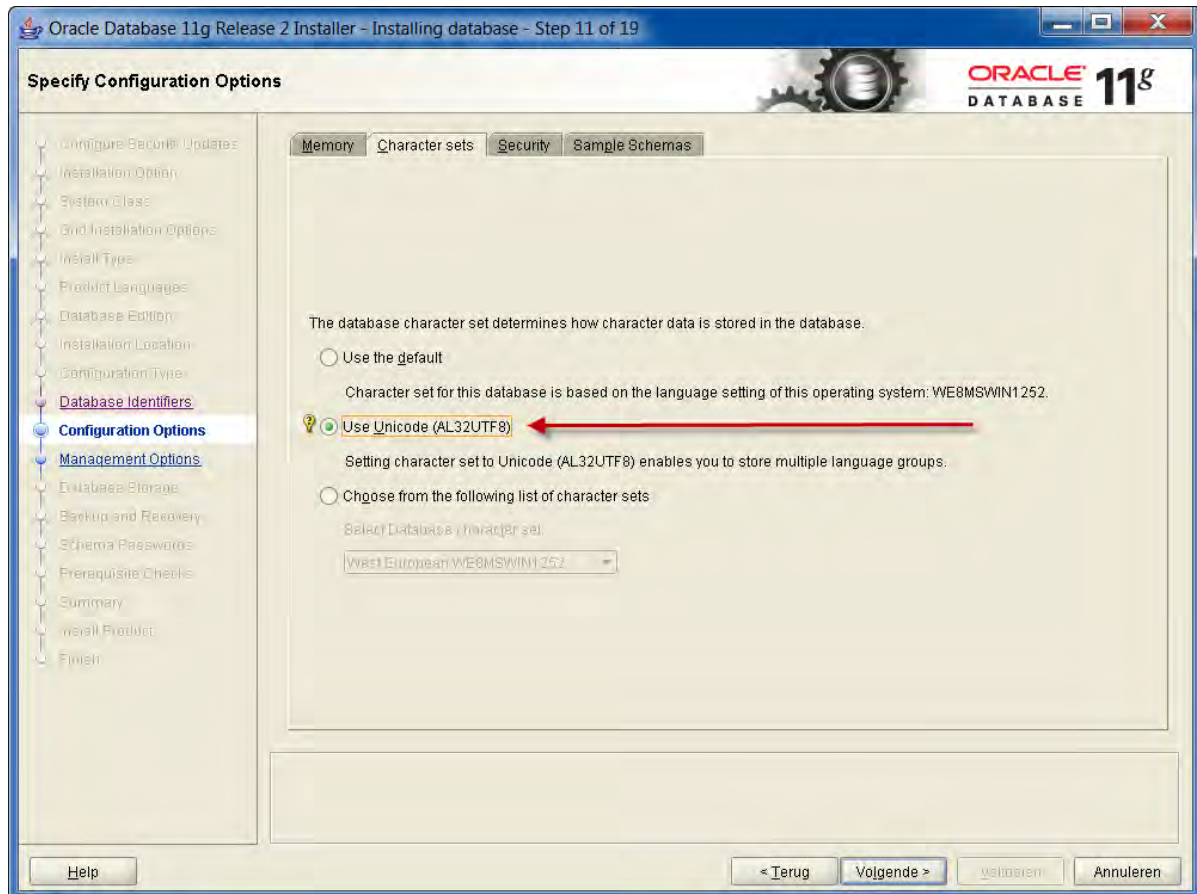 Oracle Database 11g Release 2 Installer - Installing database - Step 11 of 19
Specify Configuration Options
ORACLE
DATABASE
11g
Configure Security Updates
Installation Option
System Class
Grid Installation Options
Install Type
Product Languages
Database Edition
Installation Location
Configuration Type
Database Identifiers
Configuration Options
Management Options
Database Storage
Backup and Recovery
Schema Passwords
Prerequisite Checks
Summary
Install Product
Finish
Memory
Character sets
Security
Sample Schemas
The database character set determines how character data is stored in the database.
Use the default
Character set for this database is based on the language setting of this operating system: WE8MSWIN1252.
Use Unicode (AL32UTF8)
Setting character set to Unicode (AL32UTF8) enables you to store multiple language groups.
Choose from the following list of character sets
Select Database character set
West European WE8MSWIN1252
Help
< Terug
Volgende >
Annuleren